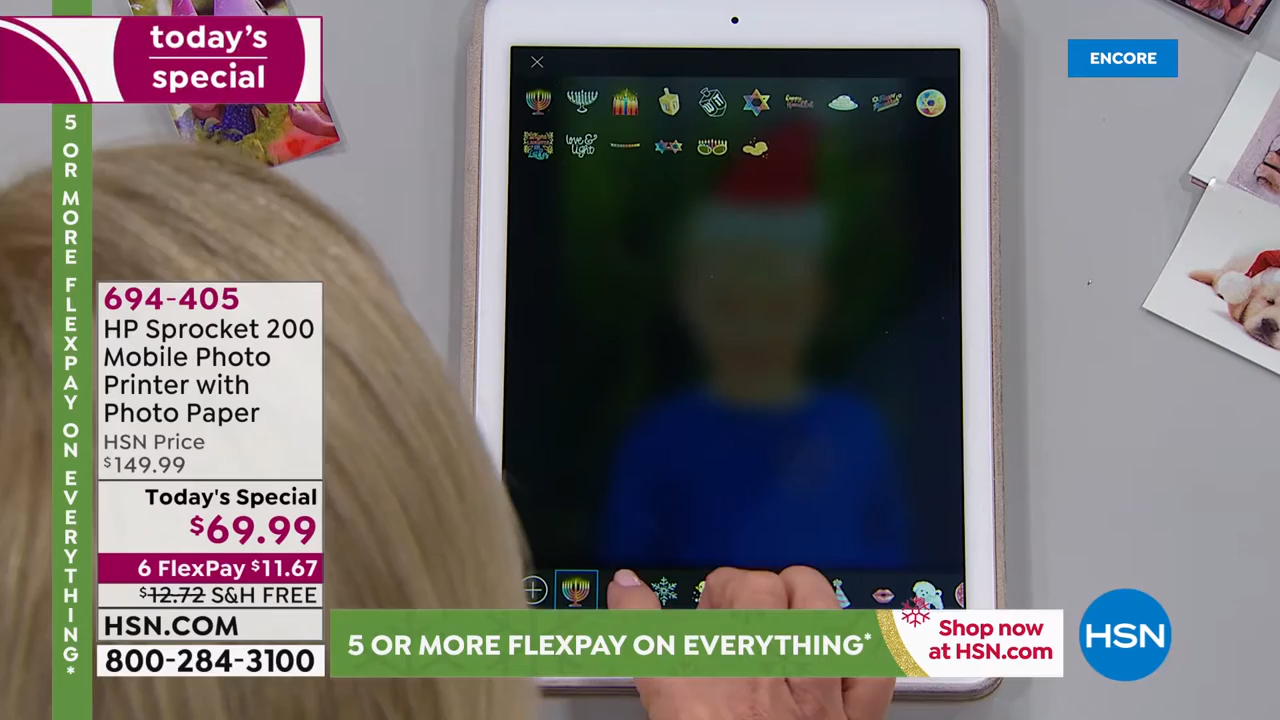 today's
special
ENCORE
5 OR MORE FLEXPAY ON EVERYTHING*
694-405
HP Sprocket 200
Mobile Photo
Printer with
Photo Paper
HSN Price
$149.99
Today's Special
$69.99
6 FlexPay $11.67
$12.72 S&H FREE
HSN.COM
800-284-3100
love &
light
5 OR MORE FLEXPAY ON EVERYTHING*
Shop now
at HSN.com
HSN